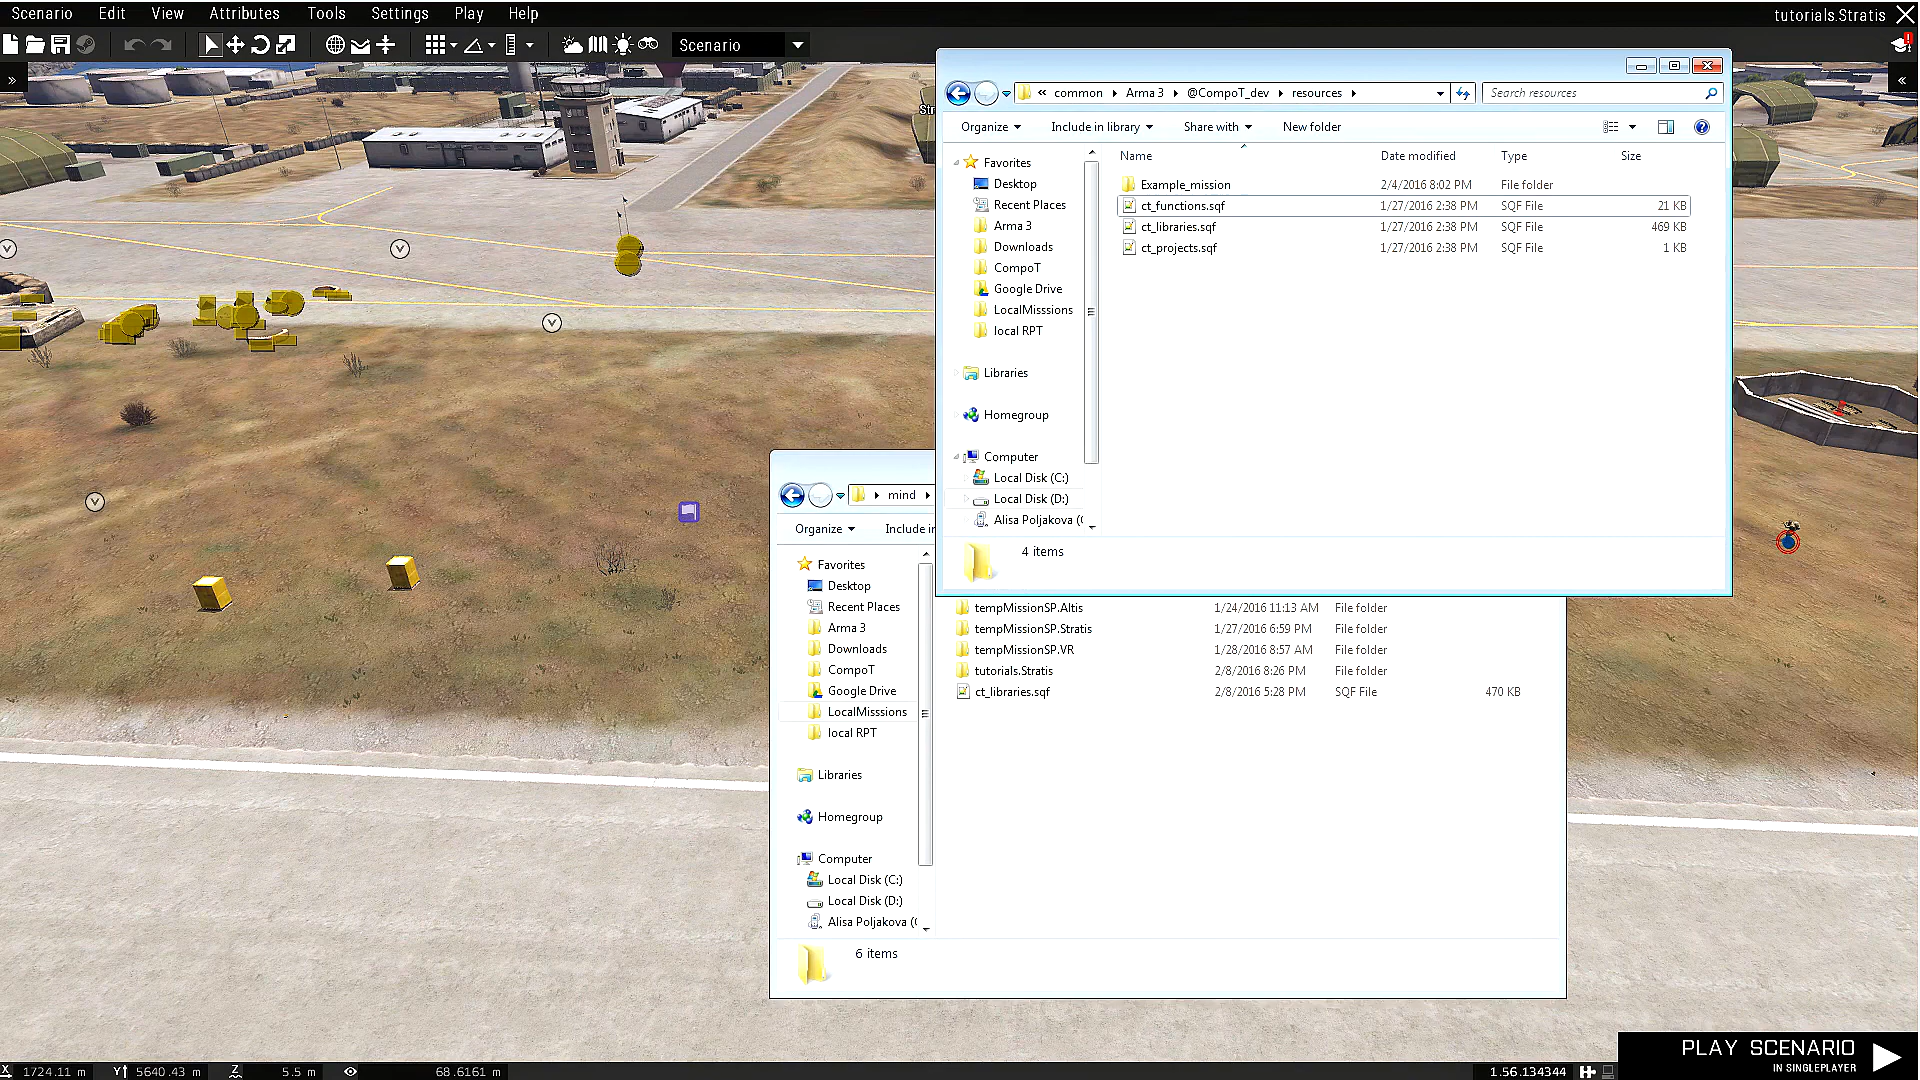 Scenario Edit View Attributes Tools Settings Play Help
tutorials.Stratis
Scenario
Str
common Arma 3 @CompoT_dev resources
Search resources
Organize Include in library Share with New folder
Name Date modified Type Size
Favorites
Desktop
Recent Places
Arma 3
Downloads
CompoT
Google Drive
LocalMisssions
local RPT
Libraries
Homegroup
Computer
Local Disk (C:)
Local Disk (D:)
Alisa Poljakova (
Example_mission 2/4/2016 8:02 PM File folder
ct_functions.sqf 1/27/2016 2:38 PM SQF File 21 KB
ct_libraries.sqf 1/27/2016 2:38 PM SQF File 469 KB
ct_projects.sqf 1/27/2016 2:38 PM SQF File 1 KB
4 items
mind
Organize Include in
Favorites
Desktop
Recent Places
Arma 3
Downloads
CompoT
Google Drive
LocalMisssions
local RPT
Libraries
Homegroup
Computer
Local Disk (C:)
Local Disk (D:)
Alisa Poljakova (
tempMissionSP.Altis 1/24/2016 11:13 AM File folder
tempMissionSP.Stratis 1/27/2016 6:59 PM File folder
tempMissionSP.VR 1/28/2016 8:57 AM File folder
tutorials.Stratis 2/8/2016 8:26 PM File folder
ct_libraries.sqf 2/8/2016 5:28 PM SQF File 470 KB
6 items
PLAY SCENARIO
IN SINGLEPLAYER
X 1724.11 m Y 5640.43 m Z 5.5 m 68.6161 m
1.56.134344